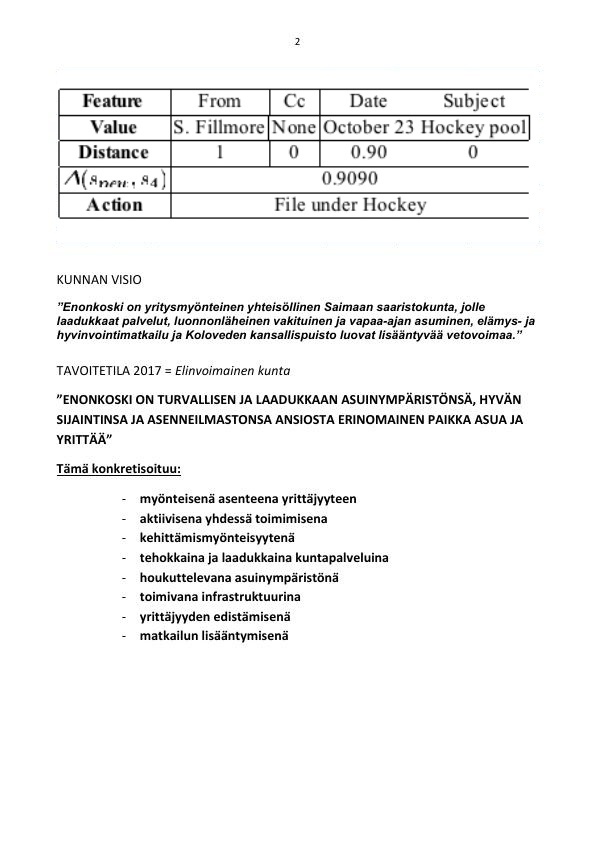 2
Feature From Cc Date Subject
Value S. Fillmore None October 23 Hockey pool
Distance 1 0 0.90 0
0.9090
Action File under Hockey
KUNNAN VISIO
”Enonkoski on yritysmyönteinen yhteisöllinen Saimaan saaristokunta, jolle
laadukkaat palvelut, luonnonläheinen vakituinen ja vapaa-ajan asuminen, elämys- ja
hyvinvointimatkailu ja Koloveden kansallispuisto luovat lisääntyvää vetovoimaa.”
TAVOITETILA 2017 = Elinvoimainen kunta
”ENONKOSKI ON TURVALLISEN JA LAADUKKAAN ASUINYMPÄRISTÖNSÄ, HYVÄN
SIJAINTINSA JA ASENNEILMASTONSA ANSIOSTA ERINOMAINEN PAIKKA ASUA JA
YRITTÄÄ”
Tämä konkretisoituu:
- myönteisenä asenteena yrittäjyyteen
- aktiivisena yhdessä toimimisena
- kehittämismyönteisyytenä
- tehokkaina ja laadukkaina kuntapalveluina
- houkuttelevana asuinympäristönä
- toimivana infrastruktuurina
- yrittäjyyden edistämisenä
- matkailun lisääntymisenä